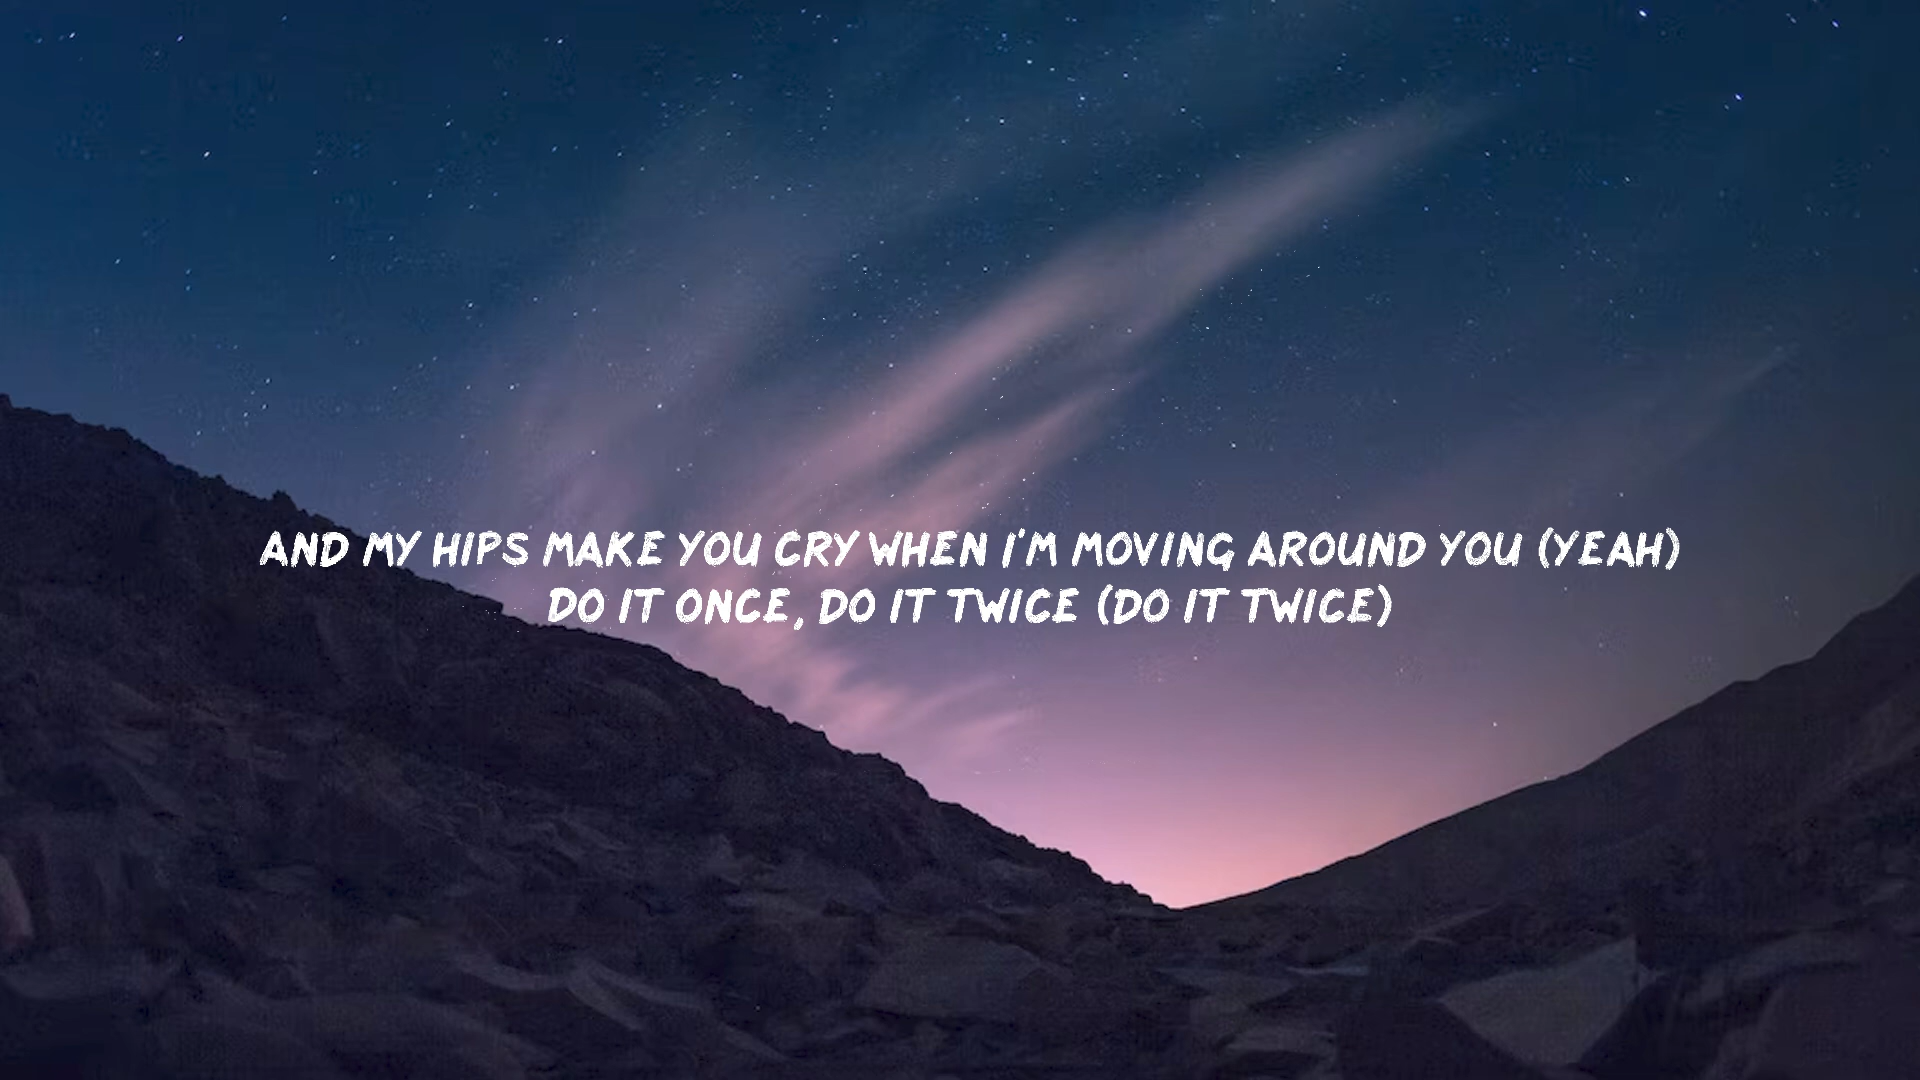 AND MY HIPS MAKE YOU CRY WHEN I'M MOVING AROUND YOU (YEAH)
DO IT ONCE, DO IT TWICE (DO IT TWICE)